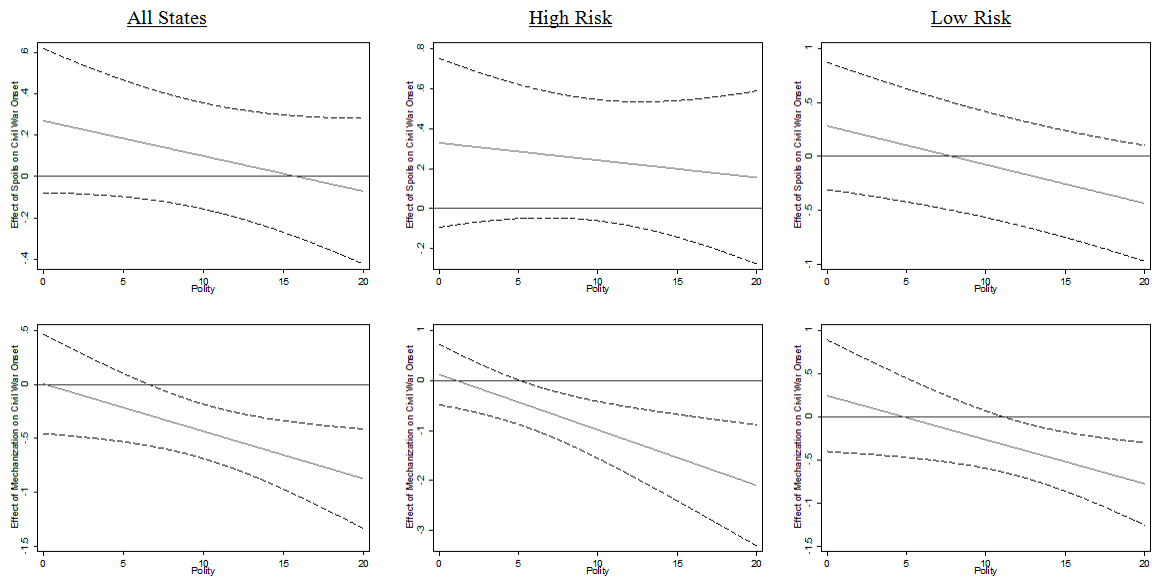 All States
High Risk
Low Risk
Effect of Spoils on Civil War Onset
.6
.4
.2
0
-.2
-.4
0 5 10 15 20
Polity
Effect of Spoils on Civil War Onset
.8
.6
.4
.2
0
-.2
0 5 10 15 20
Polity
Effect of Spoils on Civil War Onset
1
.5
0
-.5
-1
0 5 10 15 20
Polity
Effect of Mechanization on Civil War Onset
.5
0
-.5
-1
-1.5
0 5 10 15 20
Polity
Effect of Mechanization on Civil War Onset
1
0
-1
-2
-3
0 5 10 15 20
Polity
Effect of Mechanization on Civil War Onset
1
.5
0
-.5
-1
-1.5
0 5 10 15 20
Polity